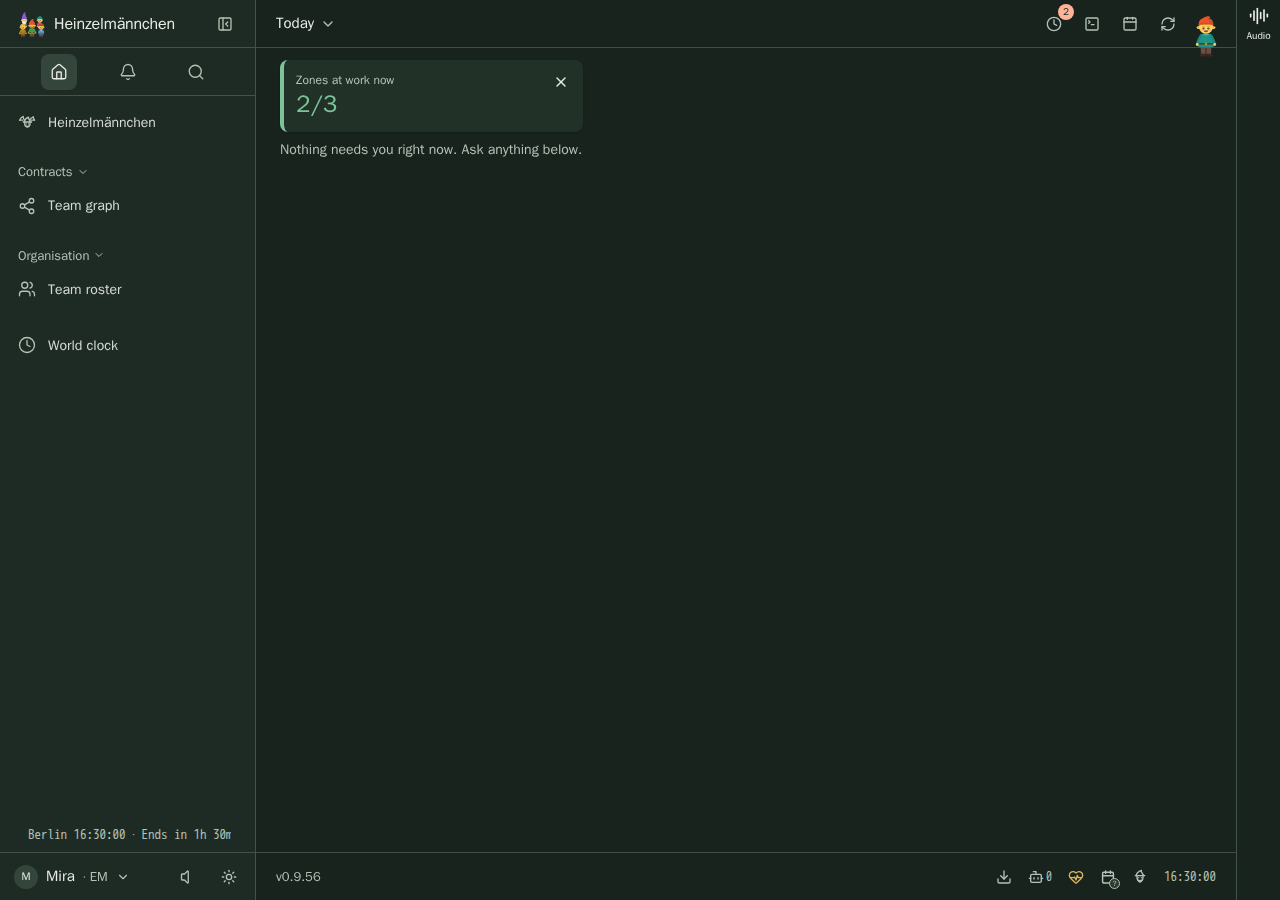 Heinzelmännchen
Today
2
Audio
Zones at work now
2/3
Nothing needs you right now. Ask anything below.
Heinzelmännchen
Contracts
Team graph
Organisation
Team roster
World clock
Berlin 16:30:00 · Ends in 1h 30m
M Mira · EM
v0.9.56
0
?
16:30:00